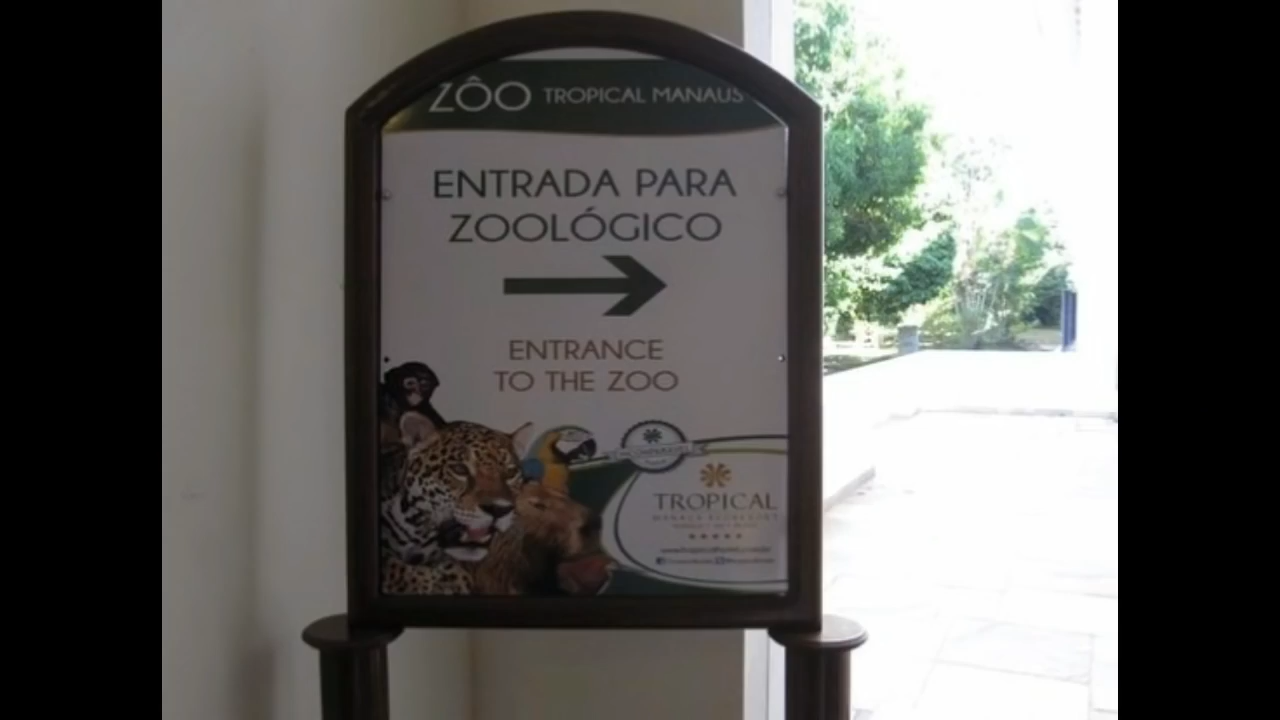 ZÔO TROPICAL MANAUS
ENTRADA PARA
ZOOLÓGICO
ENTRANCE
TO THE ZOO
TROPICAL